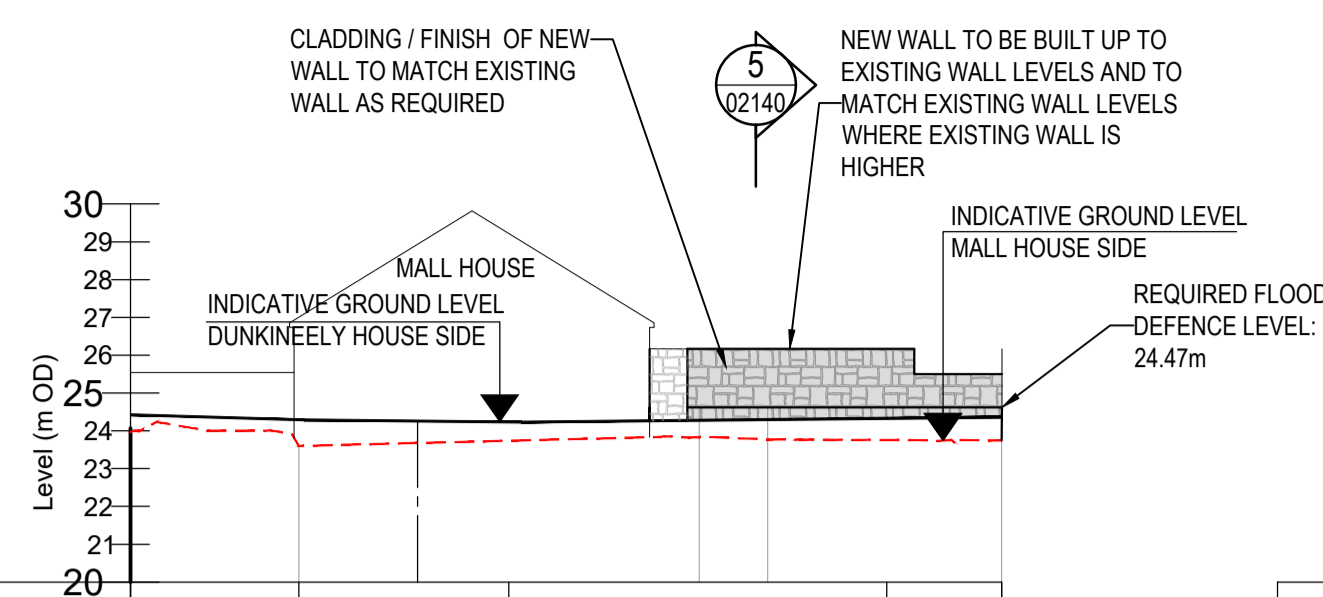 CLADDING / FINISH OF NEW
WALL TO MATCH EXISTING
WALL AS REQUIRED
5
02140
NEW WALL TO BE BUILT UP TO
EXISTING WALL LEVELS AND TO
MATCH EXISTING WALL LEVELS
WHERE EXISTING WALL IS
HIGHER
INDICATIVE GROUND LEVEL
MALL HOUSE SIDE
REQUIRED FLOOD
DEFENCE LEVEL:
24.47m
MALL HOUSE
INDICATIVE GROUND LEVEL
DUNKINEELY HOUSE SIDE
Level (m OD)
30
29
28
27
26
25
24
23
22
21
20